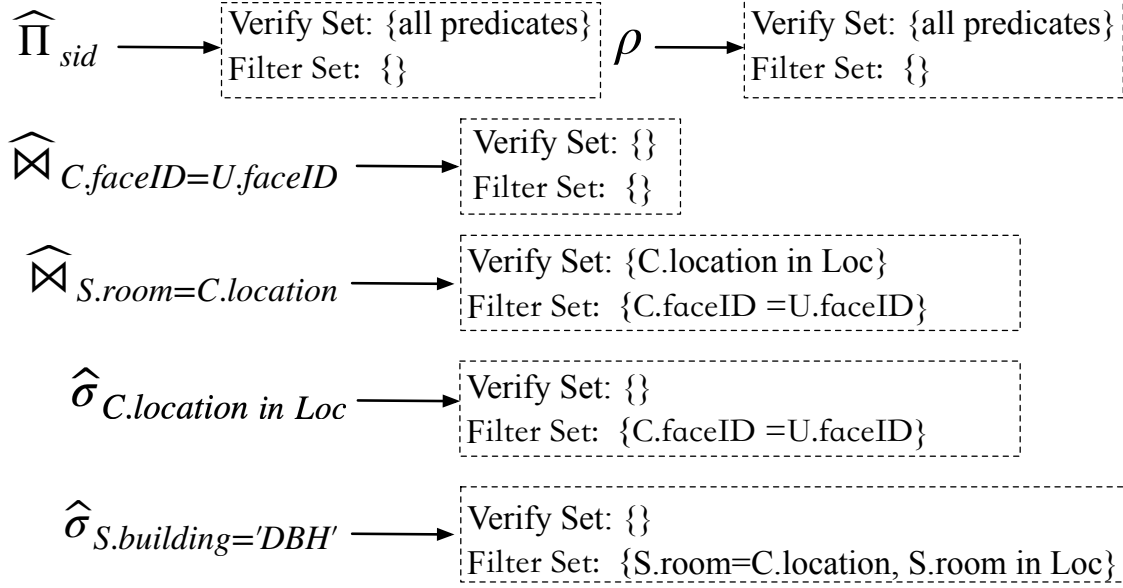 Π̂ sid Verify Set: {all predicates} ρ Verify Set: {all predicates}
Filter Set: {} Filter Set: {}
⋈̂ C.faceID=U.faceID Verify Set: {}
Filter Set: {}
⋈̂ S.room=C.location Verify Set: {C.location in Loc}
Filter Set: {C.faceID =U.faceID}
σ̂ C.location in Loc Verify Set: {}
Filter Set: {C.faceID =U.faceID}
σ̂ S.building='DBH' Verify Set: {}
Filter Set: {S.room=C.location, S.room in Loc}